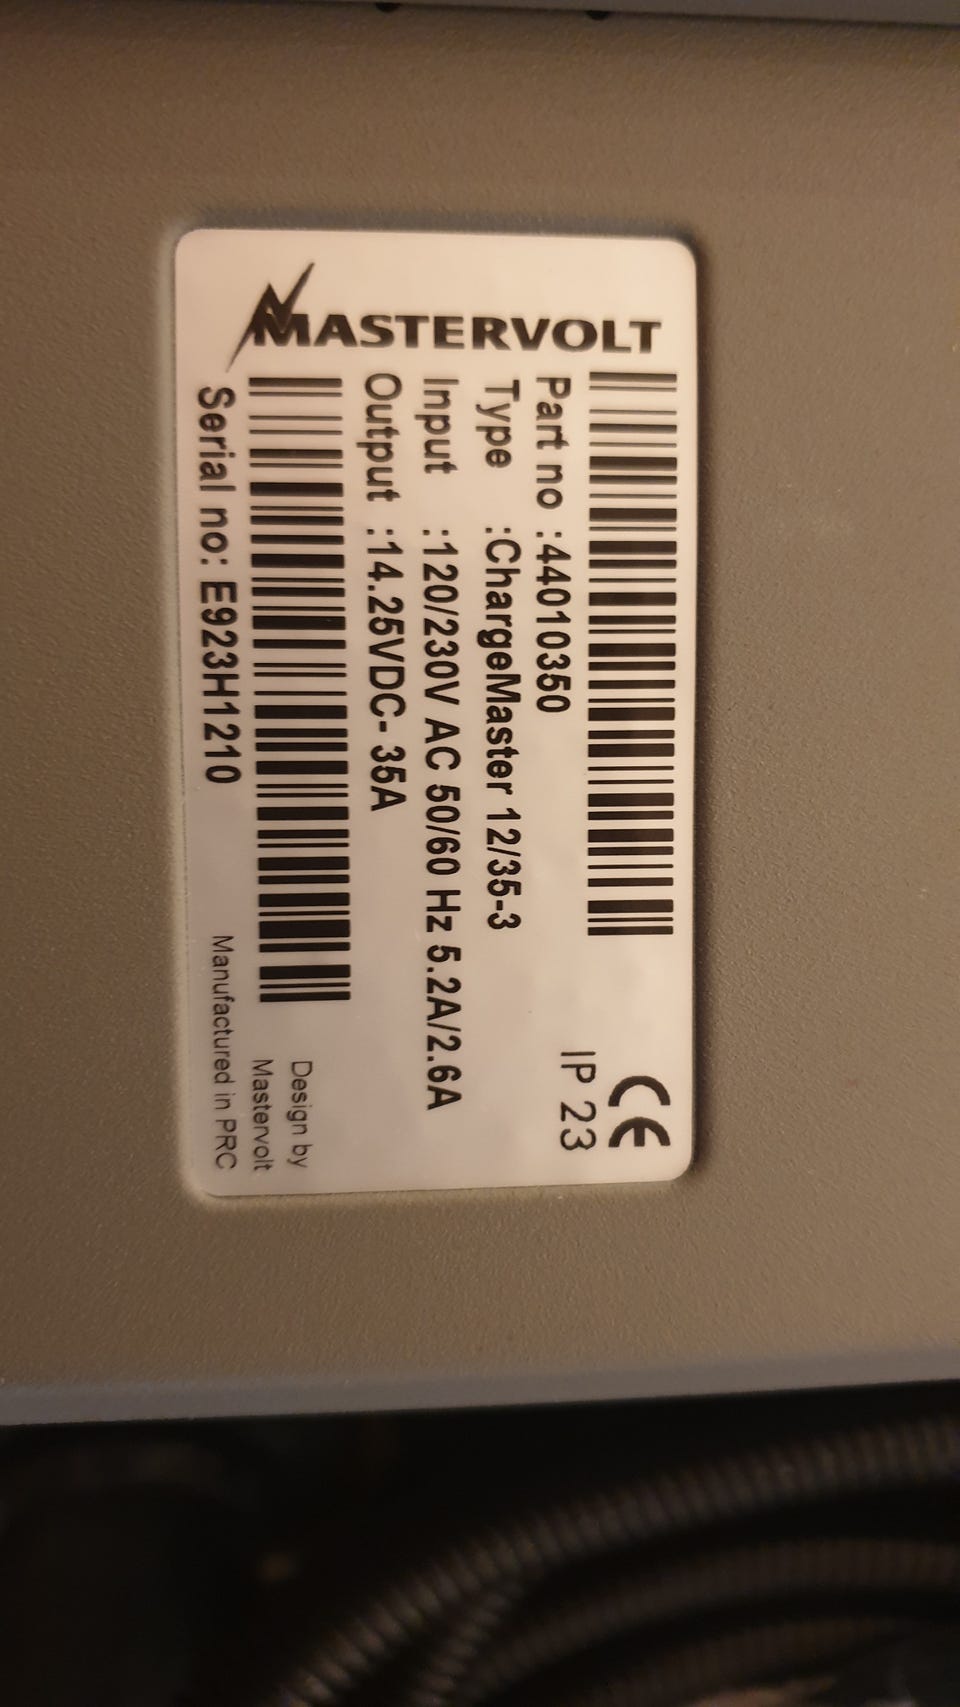 MASTERVOLT
CE
IP 23
Part no :44010350
Type :ChargeMaster 12/35-3
Input :120/230V AC 50/60 Hz 5.2A/2.6A
Output :14.25VDC- 35A
Serial no: E923H1210
Design by
Mastervolt
Manufactured in PRC